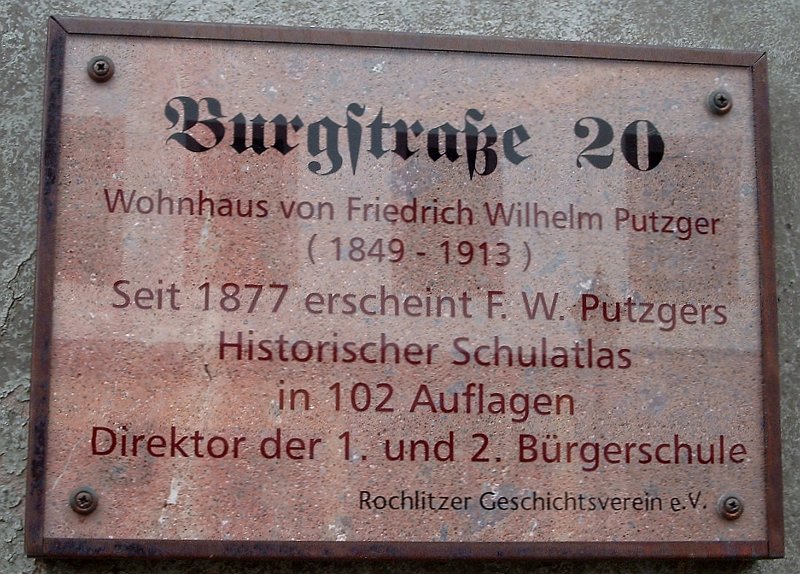 Burgstraße 20
Wohnhaus von Friedrich Wilhelm Putzger
( 1849 - 1913 )
Seit 1877 erscheint F. W. Putzgers
Historischer Schulatlas
in 102 Auflagen
Direktor der 1. und 2. Bürgerschule
Rochlitzer Geschichtsverein e.V.